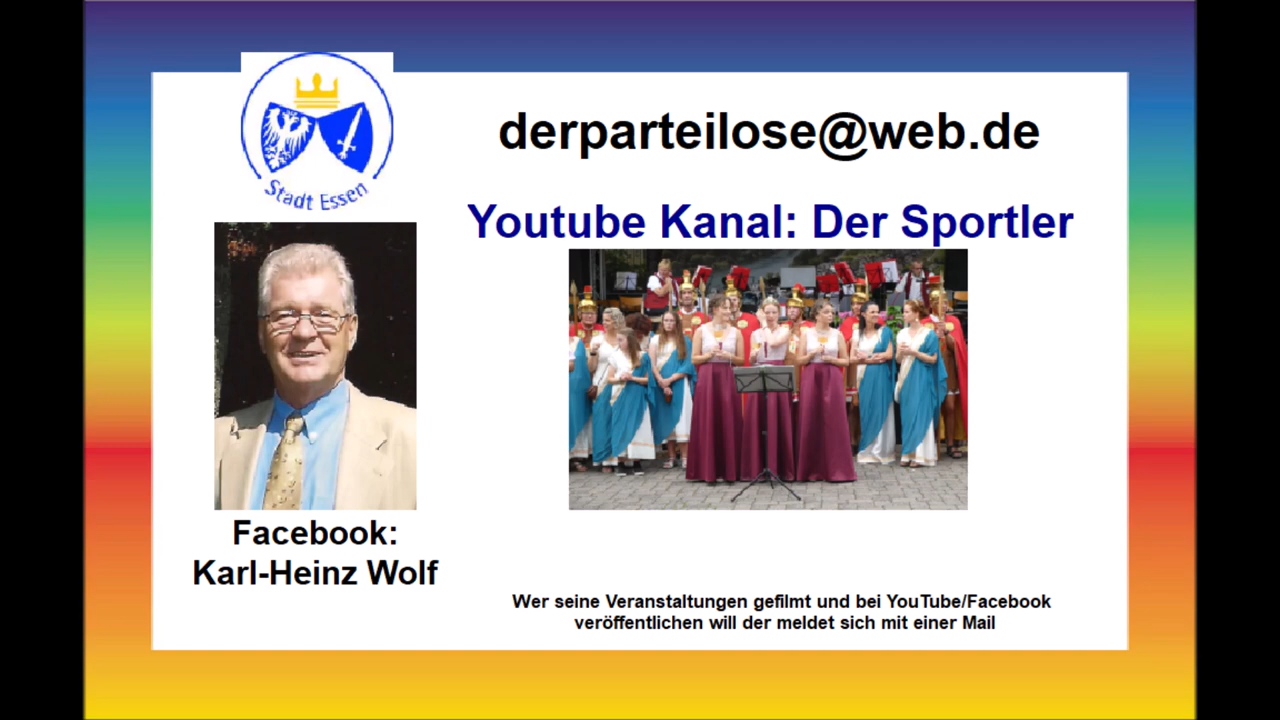 Stadt Essen
derparteilose@web.de
Youtube Kanal: Der Sportler
Facebook:
Karl-Heinz Wolf
Wer seine Veranstaltungen gefilmt und bei YouTube/Facebook
veröffentlichen will der meldet sich mit einer Mail